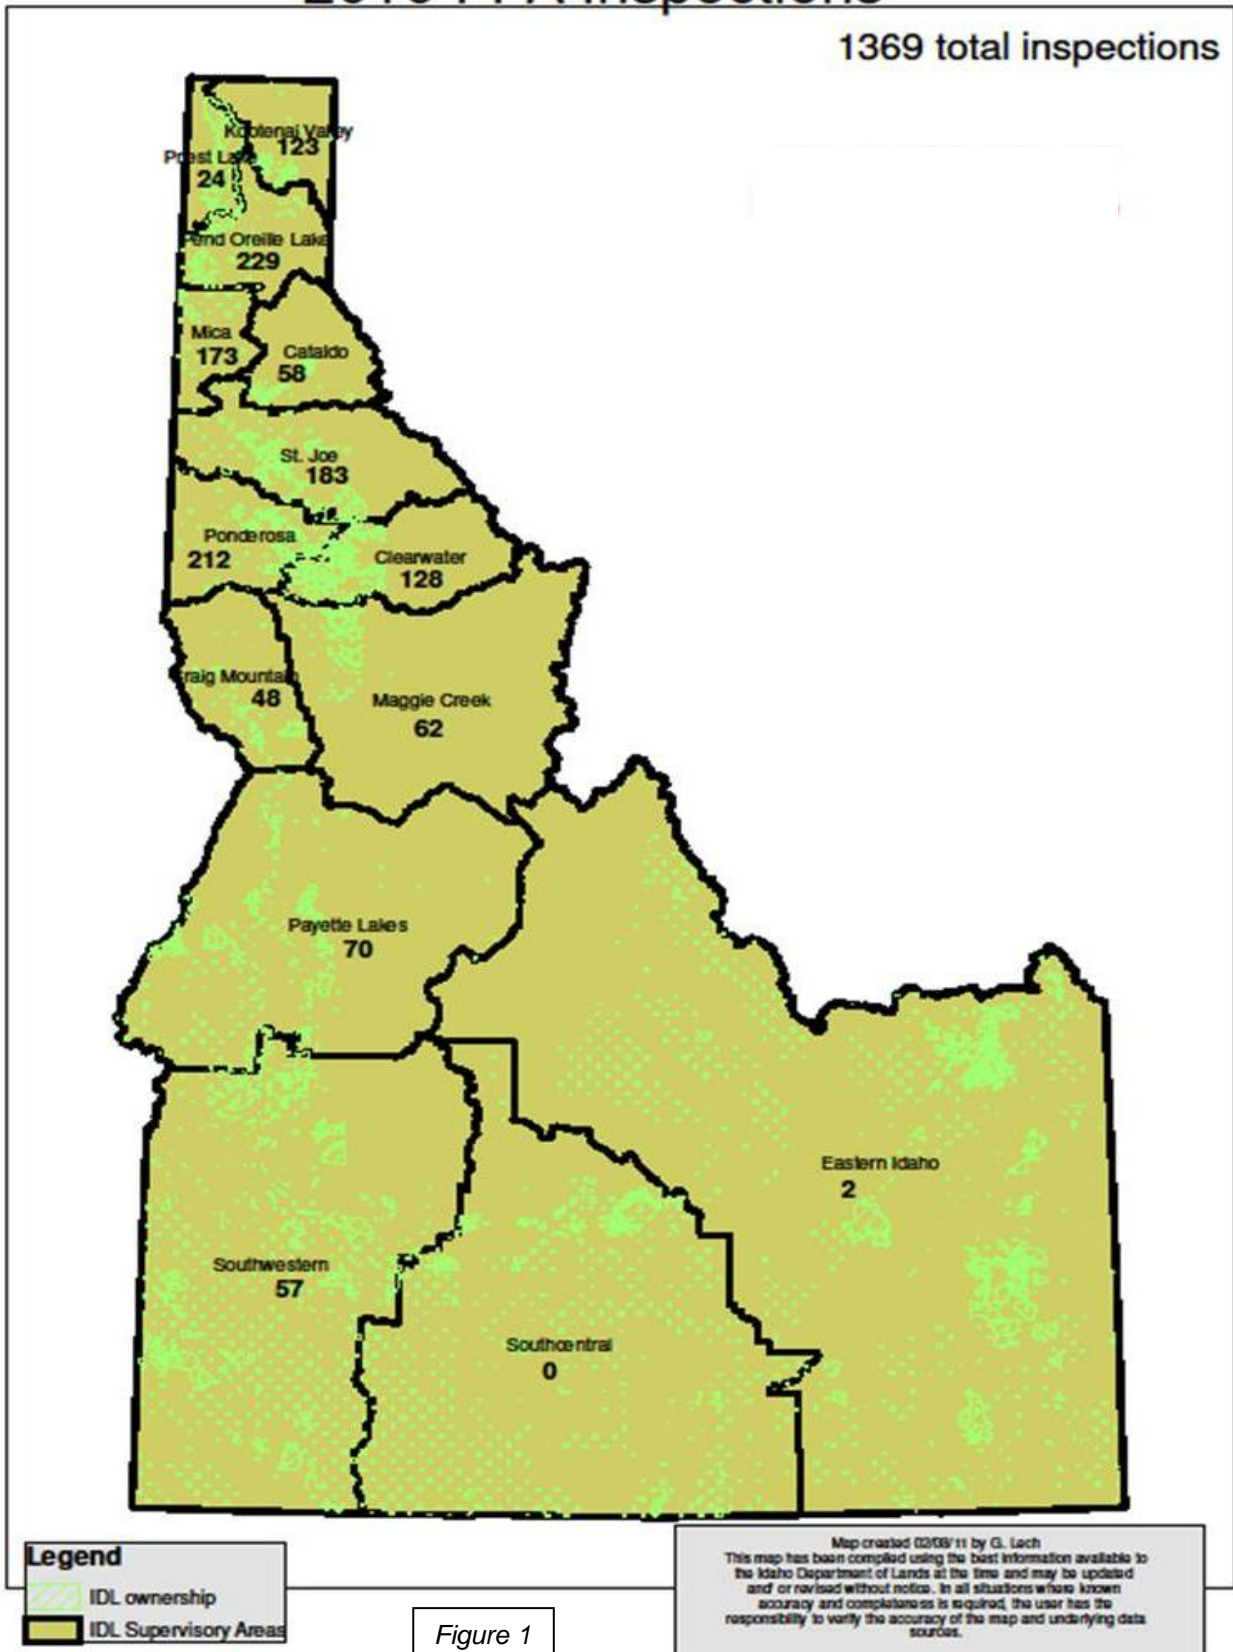 1369 total inspections
Kootenai Valley
123
Priest Lake
24
Pend Oreille Lake
229
Mica
173
Cataldo
58
St. Joe
183
Ponderosa
212
Clearwater
128
raig Mountain
48
Maggie Creek
62
Payette Lakes
70
Eastern Idaho
2
Southwestern
57
Southcentral
0
Legend
IDL ownership
IDL Supervisory Areas
Figure 1
Map created 02/08/11 by G. Lech
This map has been compiled using the best information available to
the Idaho Department of Lands at the time and may be updated
and/ or revised without notice. In all situations where known
accuracy and completeness is required, the user has the
responsibility to verify the accuracy of the map and underlying data
sources.